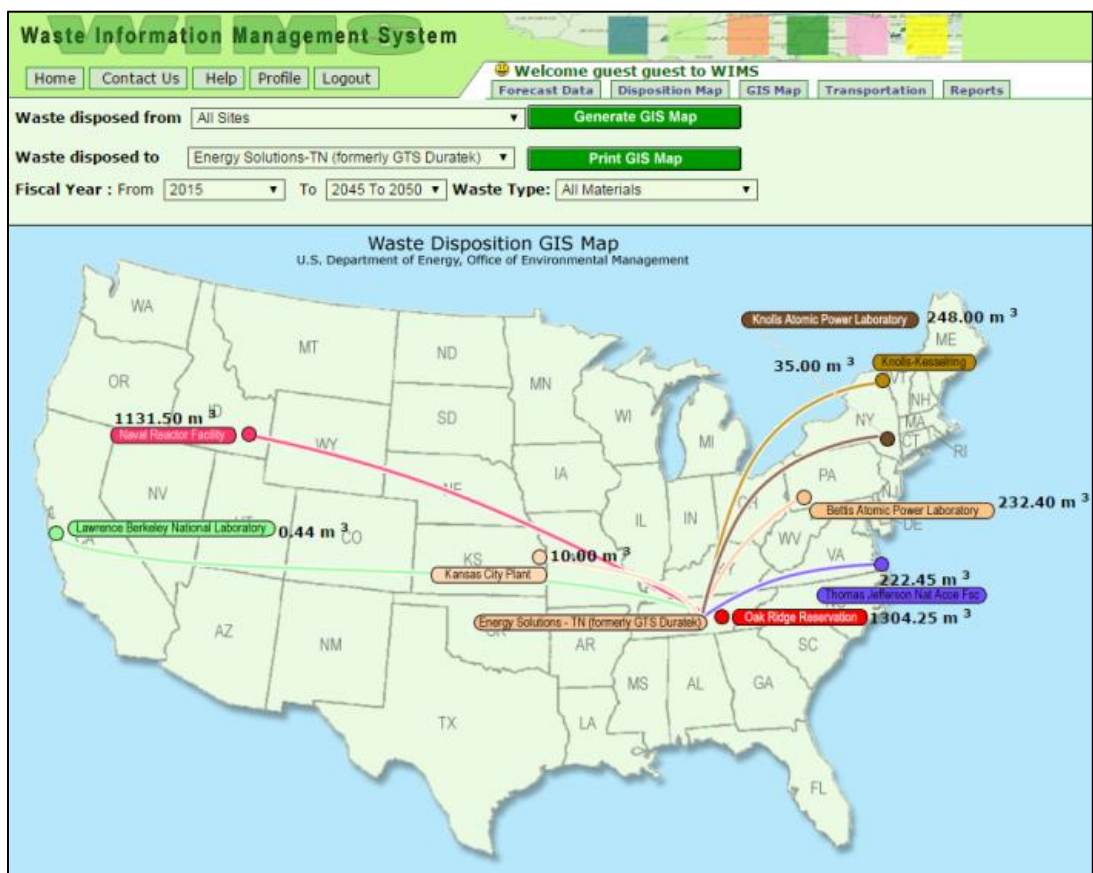 Waste Information Management System
Home Contact Us Help Profile Logout
Welcome guest guest to WIMS
Forecast Data Disposition Map GIS Map Transportation Reports
Waste disposed from All Sites Generate GIS Map
Waste disposed to Energy Solutions-TN (formerly GTS Duratek) Print GIS Map
Fiscal Year : From 2015 To 2045 To 2050 Waste Type: All Materials
Waste Disposition GIS Map
U.S. Department of Energy, Office of Environmental Management
WA
Knolls Atomic Power Laboratory 248.00 m 3
ME
MT
ND
35.00 m 3 Knolls-Kesselring
VT
OR
MN
NH
1131.50 m 3
ID
SD
WI
NY
MA
Naval Reactor Facility
WY
MI
CT
RI
IA
PA
NV
NE
NJ
232.40 m 3
Bettis Atomic Power Laboratory
IL
IN
OH
DE
Lawrence Berkeley National Laboratory 0.44 m 3
CA
UT
CO
WV
KS
10.00 m 3
VA
Kansas City Plant
KY
222.45 m 3
Thomas Jefferson Nat Acce Fsc
Energy Solutions - TN (formerly GTS Duratek)
Oak Ridge Reservation 1304.25 m 3
NC
AZ
NM
OK
AR
SC
MS
AL
GA
TX
LA
FL